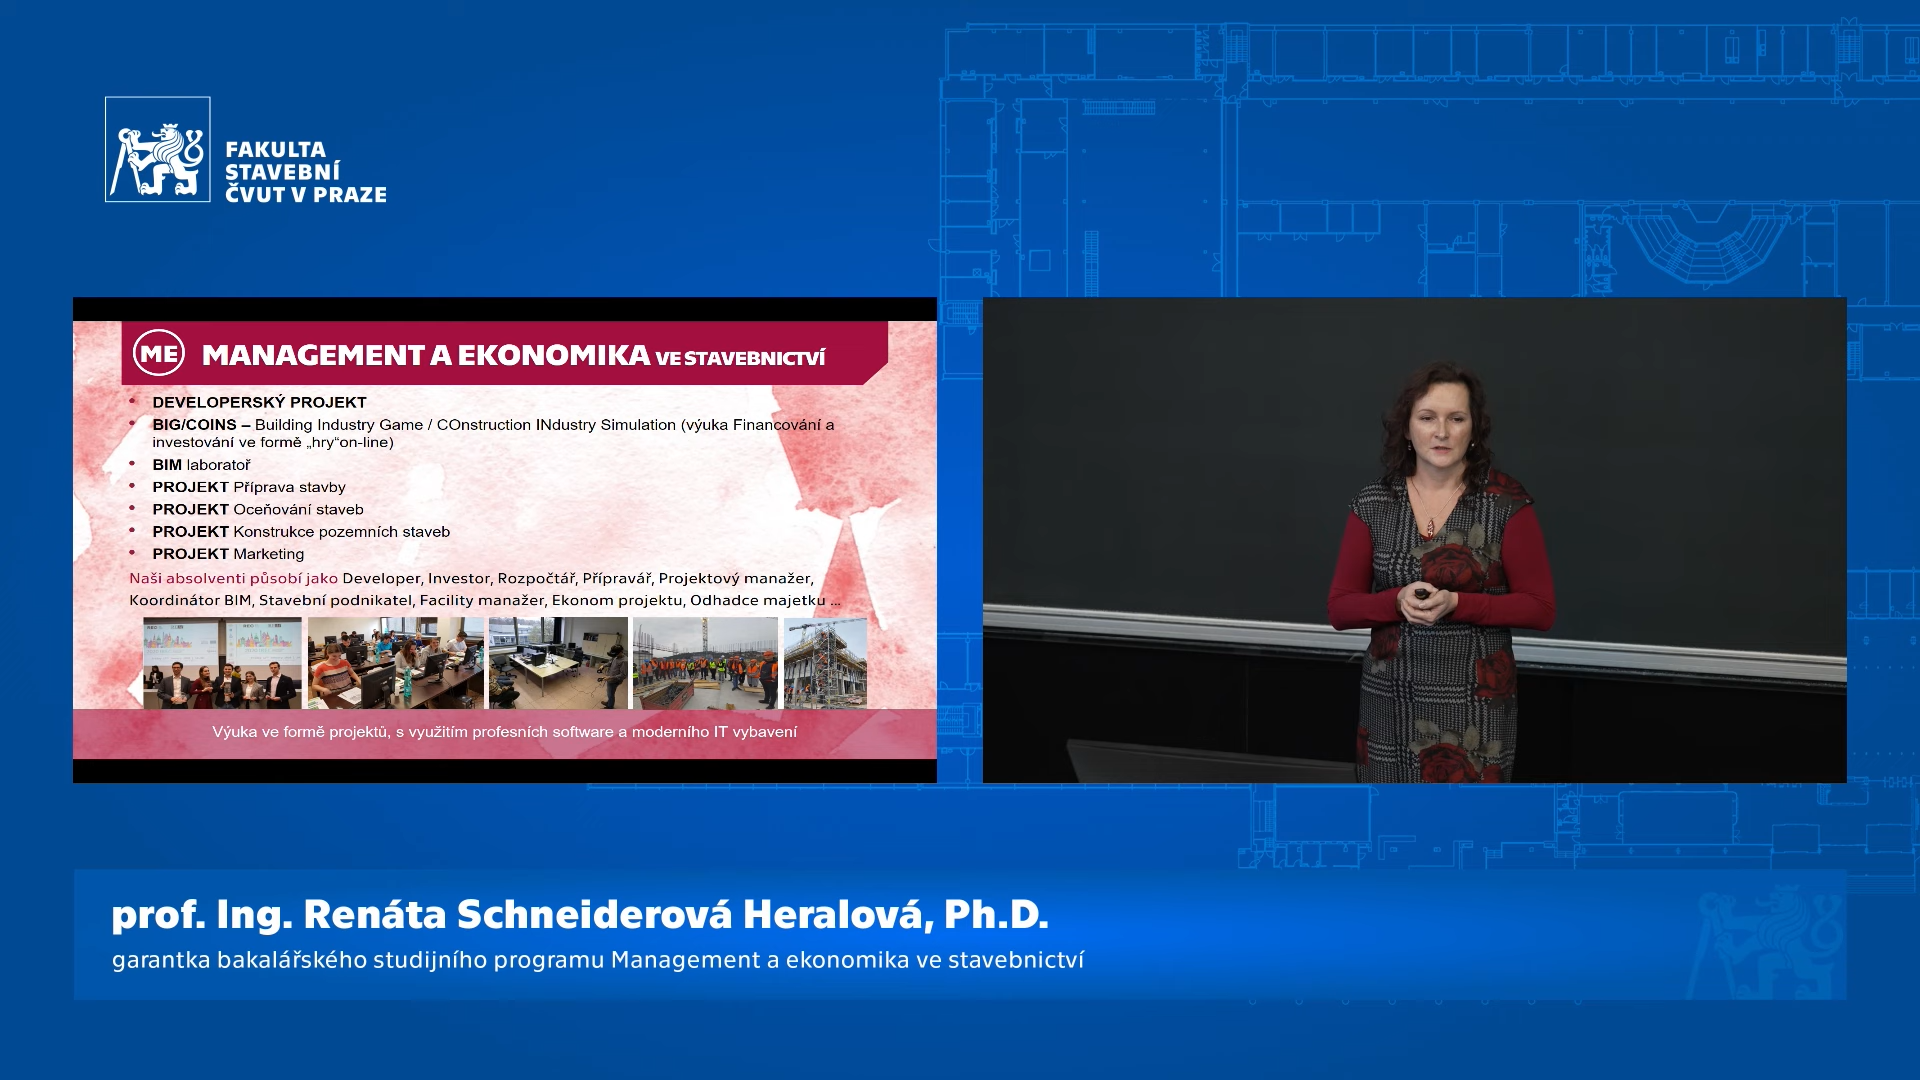 FAKULTA
STAVEBNÍ
ČVUT V PRAZE
ME MANAGEMENT A EKONOMIKA VE STAVEBNICTVÍ
• DEVELOPERSKÝ PROJEKT
• BIG/COINS – Building Industry Game / COnstruction INdustry Simulation (výuka Financování a
investování ve formě „hry“on-line)
• BIM laboratoř
• PROJEKT Příprava stavby
• PROJEKT Oceňování staveb
• PROJEKT Konstrukce pozemních staveb
• PROJEKT Marketing
Naši absolventi působí jako Developer, Investor, Rozpočtář, Přípravář, Projektový manažer,
Koordinátor BIM, Stavební podnikatel, Facility manažer, Ekonom projektu, Odhadce majetku ...
Výuka ve formě projektů, s využitím profesních software a moderního IT vybavení
prof. Ing. Renáta Schneiderová Heralová, Ph.D.
garantka bakalářského studijního programu Management a ekonomika ve stavebnictví